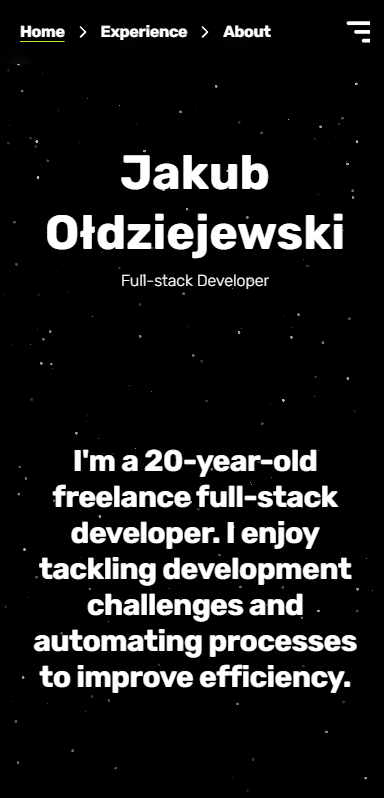 Home > Experience > About
Jakub
Ołdziejewski
Full-stack Developer
I'm a 20-year-old
freelance full-stack
developer. I enjoy
tackling development
challenges and
automating processes
to improve efficiency.